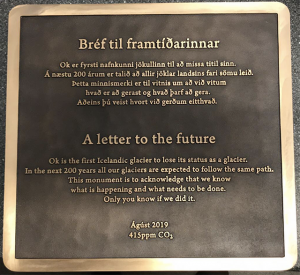 Bréf til framtíðarinnar
Ok er fyrsti nafnkunni jökullinn til að missa titil sinn.
Á næstu 200 árum er talið að allir jöklar landsins fari sömu leið.
Þetta minnismerki er til vitnis um að við vitum
hvað er að gerast og hvað þarf að gera.
Aðeins þú veist hvort við gerðum eitthvað.
A letter to the future
Ok is the first Icelandic glacier to lose its status as a glacier.
In the next 200 years all our glaciers are expected to follow the same path.
This monument is to acknowledge that we know
what is happening and what needs to be done.
Only you know if we did it.
Ágúst 2019
415ppm CO₂